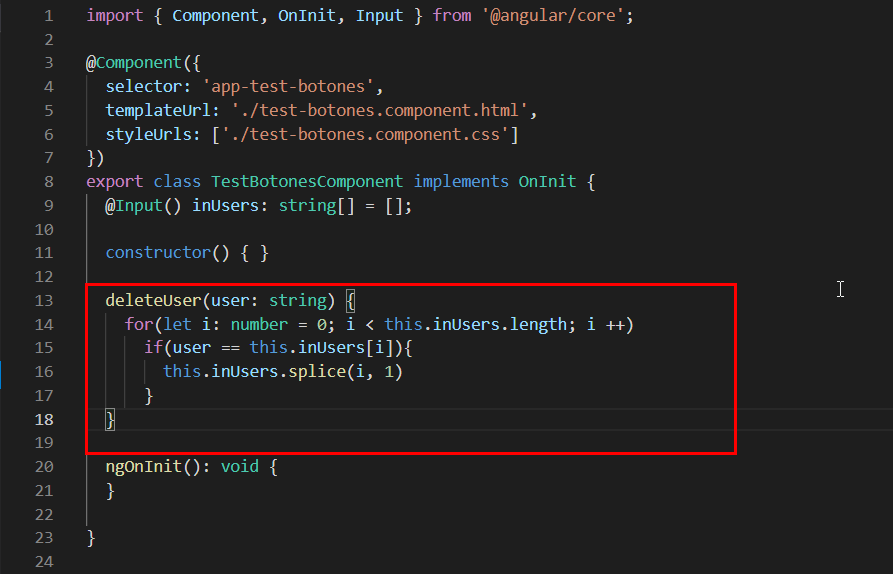 1 import { Component, OnInit, Input } from '@angular/core';
2
3 @Component({
4   selector: 'app-test-botones',
5   templateUrl: './test-botones.component.html',
6   styleUrls: ['./test-botones.component.css']
7 })
8 export class TestBotonesComponent implements OnInit {
9   @Input() inUsers: string[] = [];
10
11   constructor() { }
12
13   deleteUser(user: string) {
14     for(let i: number = 0; i < this.inUsers.length; i ++)
15       if(user == this.inUsers[i]){
16         this.inUsers.splice(i, 1)
17       }
18   }
19
20   ngOnInit(): void {
21   }
22
23 }
24